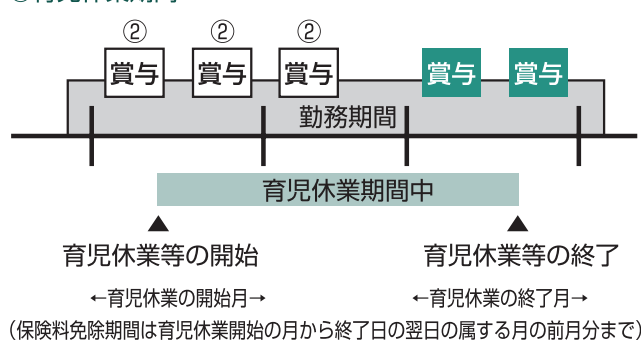 ② ② ②
賞与 賞与 賞与 賞与 賞与
勤務期間
育児休業期間中
▲ ▲
育児休業等の開始 育児休業等の終了
←育児休業の開始月→ ←育児休業の終了月→
(保険料免除期間は育児休業開始の月から終了日の翌日の属する月の前月分まで)